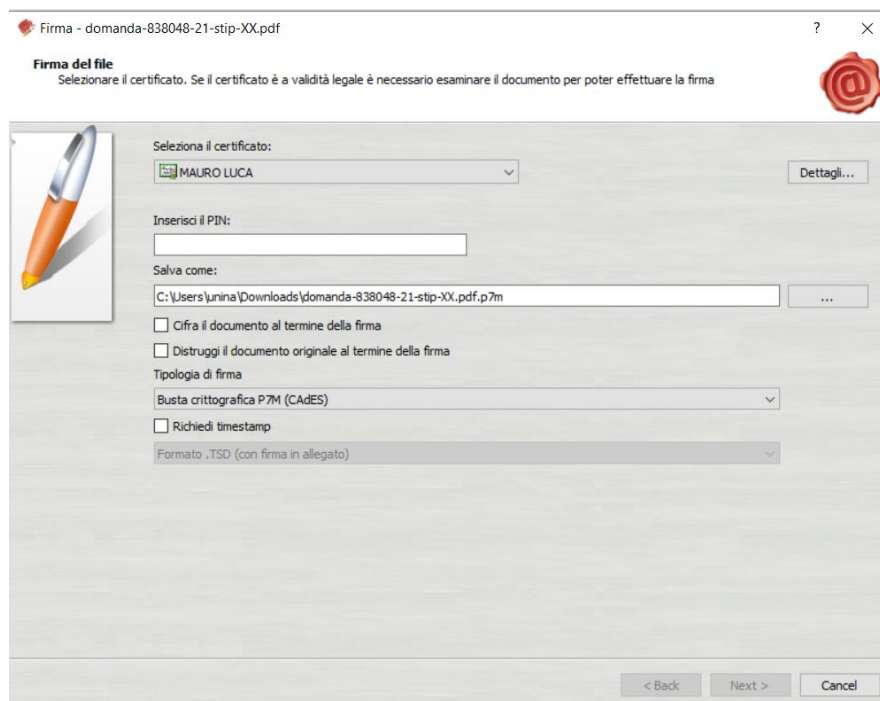 Firma - domanda-838048-21-stip-XX.pdf
?
Firma del file
Selezionare il certificato. Se il certificato è a validità legale è necessario esaminare il documento per poter effettuare la firma
@
Seleziona il certificato:
MAURO LUCA
Dettagli...
Inserisci il PIN:
Salva come:
C:\Users\unina\Downloads\domanda-838048-21-stip-XX.pdf.p7m
...
Cifra il documento al termine della firma
Distruggi il documento originale al termine della firma
Tipologia di firma
Busta crittografica P7M (CAdES)
Richiedi timestamp
Formato .TSD (con firma in allegato)
< Back
Next >
Cancel